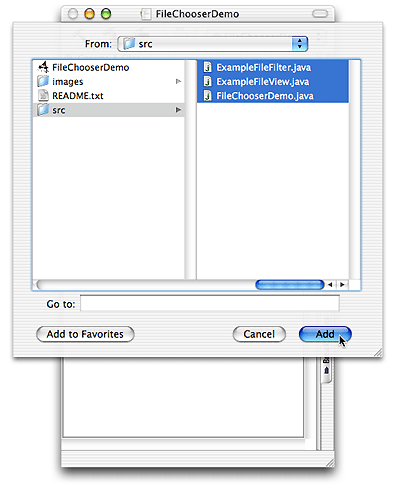 FileChooserDemo
From: src
FileChooserDemo
images
README.txt
src
ExampleFileFilter.java
ExampleFileView.java
FileChooserDemo.java
Go to:
Add to Favorites
Cancel
Add